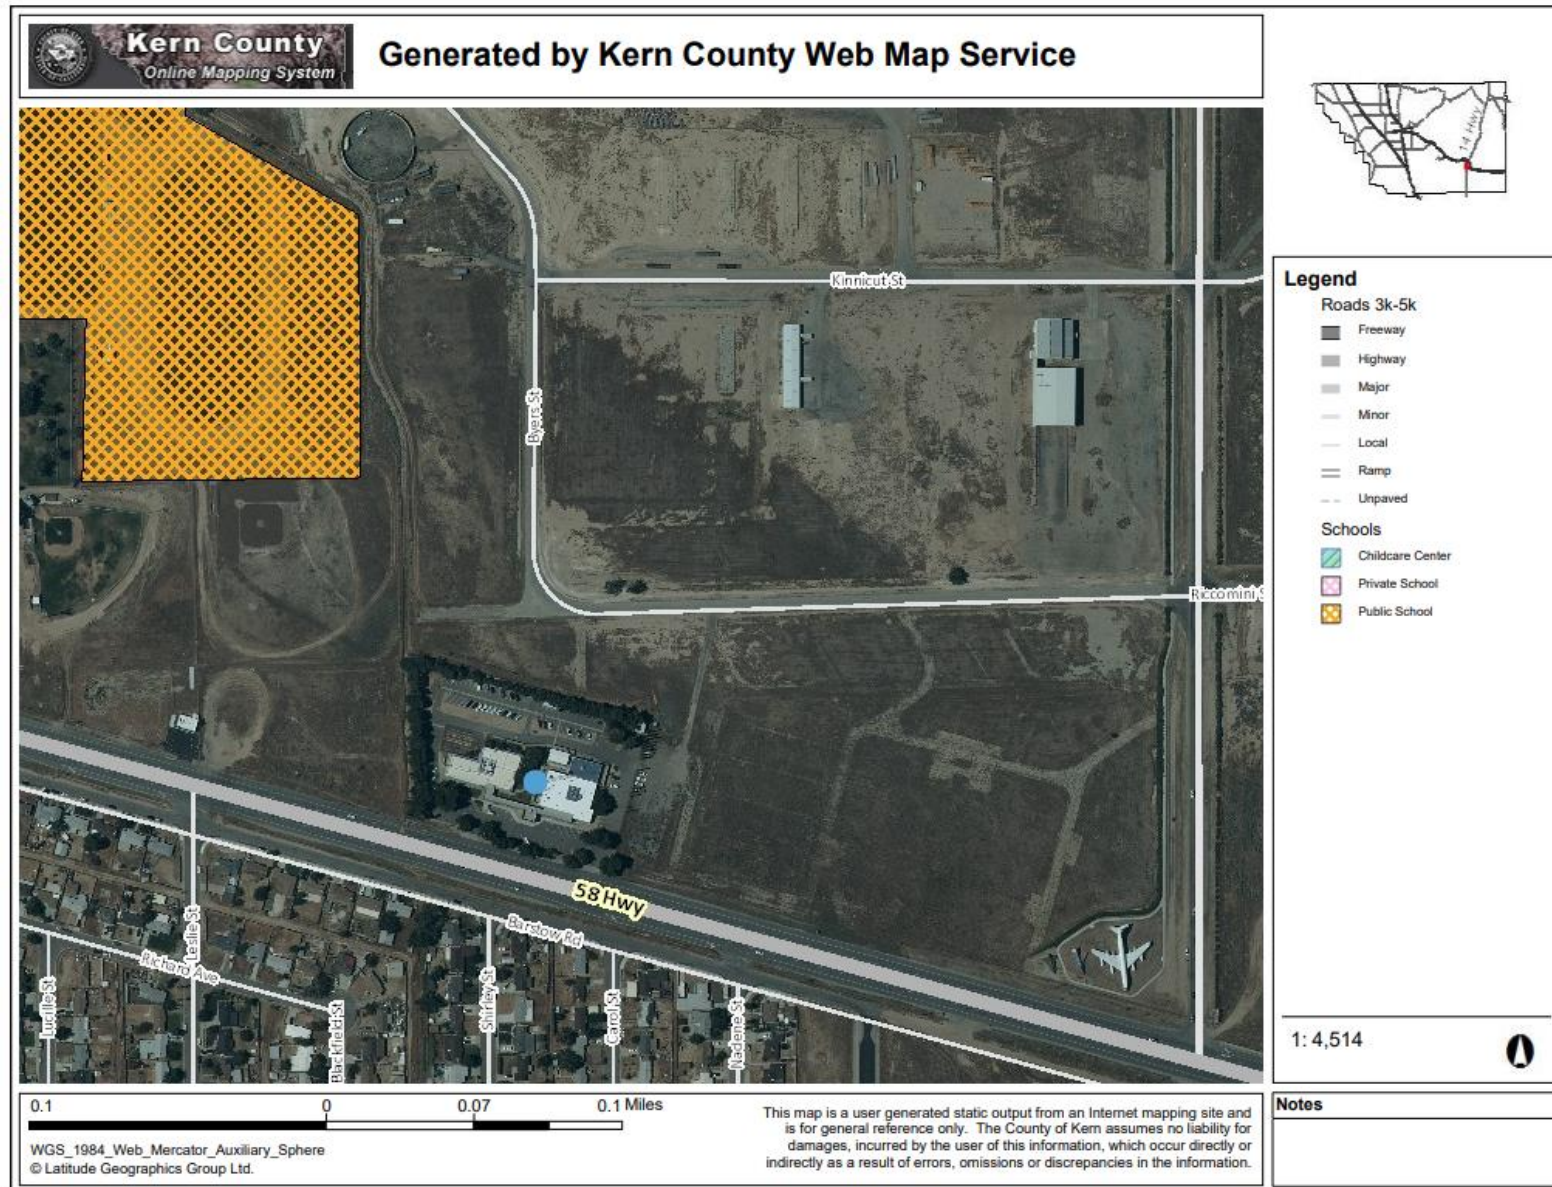 Kern County
Online Mapping System
Generated by Kern County Web Map Service
14 HWY
Kinnicut St
Byers St
Riccomini S
58 Hwy
Barstow Rd
Leslie St
Richard Ave
Lucille St
Blackfield St
Shirley St
Carol St
Nadene St
Legend
Roads 3k-5k
Freeway
Highway
Major
Minor
Local
Ramp
Unpaved
Schools
Childcare Center
Private School
Public School
1: 4,514
0.1 0 0.07 0.1 Miles
WGS_1984_Web_Mercator_Auxiliary_Sphere
© Latitude Geographics Group Ltd.
This map is a user generated static output from an Internet mapping site and
is for general reference only. The County of Kern assumes no liability for
damages, incurred by the user of this information, which occur directly or
indirectly as a result of errors, omissions or discrepancies in the information.
Notes